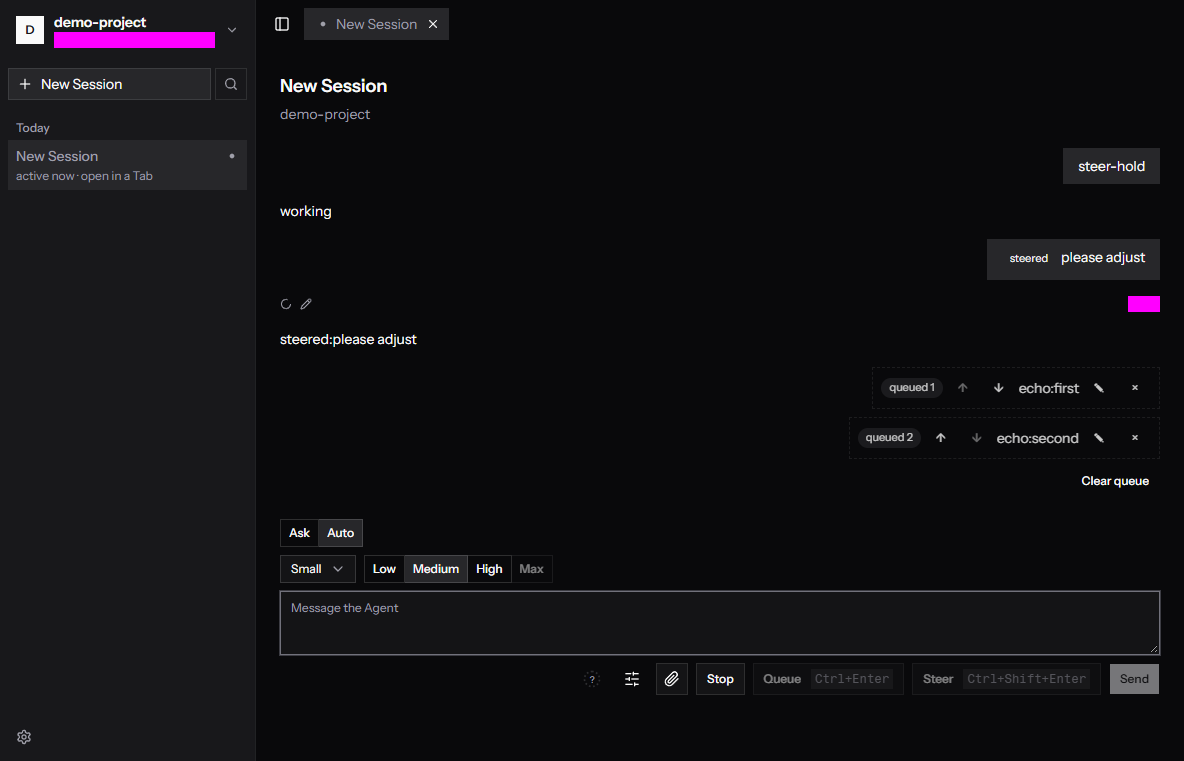 D
demo-project
New Session
Today
New Session
active now · open in a Tab
New Session
New Session
demo-project
steer-hold
working
steered please adjust
steered:please adjust
queued 1 echo:first
queued 2 echo:second
Clear queue
Ask Auto
Small Low Medium High Max
Message the Agent
? Stop Queue Ctrl+Enter Steer Ctrl+Shift+Enter Send